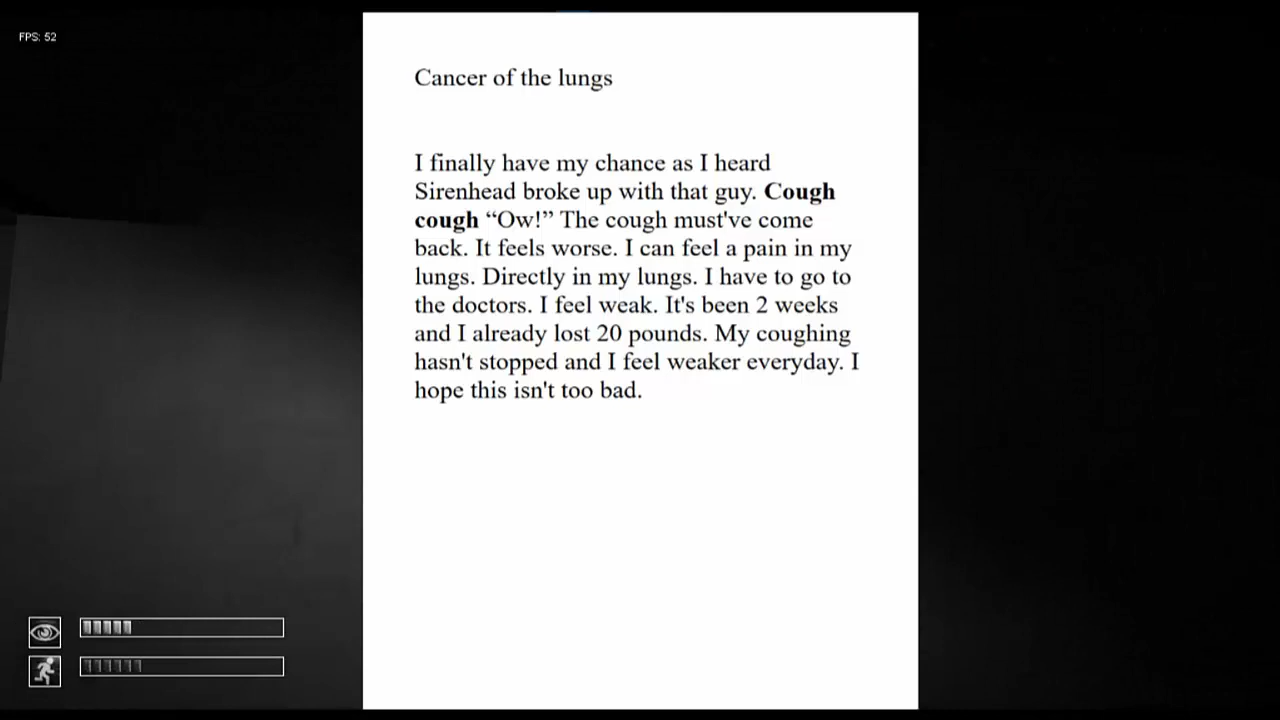 FPS: 52
Cancer of the lungs
I finally have my chance as I heard
Sirenhead broke up with that guy. Cough
cough “Ow!” The cough must've come
back. It feels worse. I can feel a pain in my
lungs. Directly in my lungs. I have to go to
the doctors. I feel weak. It's been 2 weeks
and I already lost 20 pounds. My coughing
hasn't stopped and I feel weaker everyday. I
hope this isn't too bad.